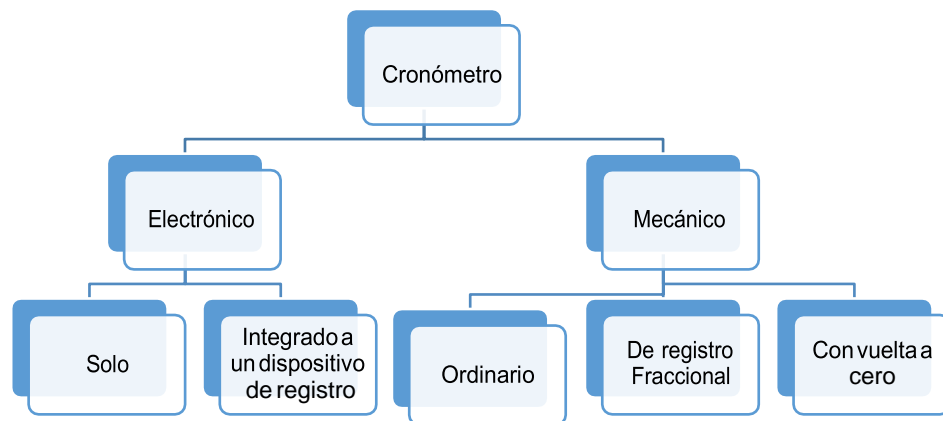 Cronómetro
Electrónico
Mecánico
Solo
Integrado a
un dispositivo
de registro
Ordinario
De registro
Fraccional
Con vuelta a
cero